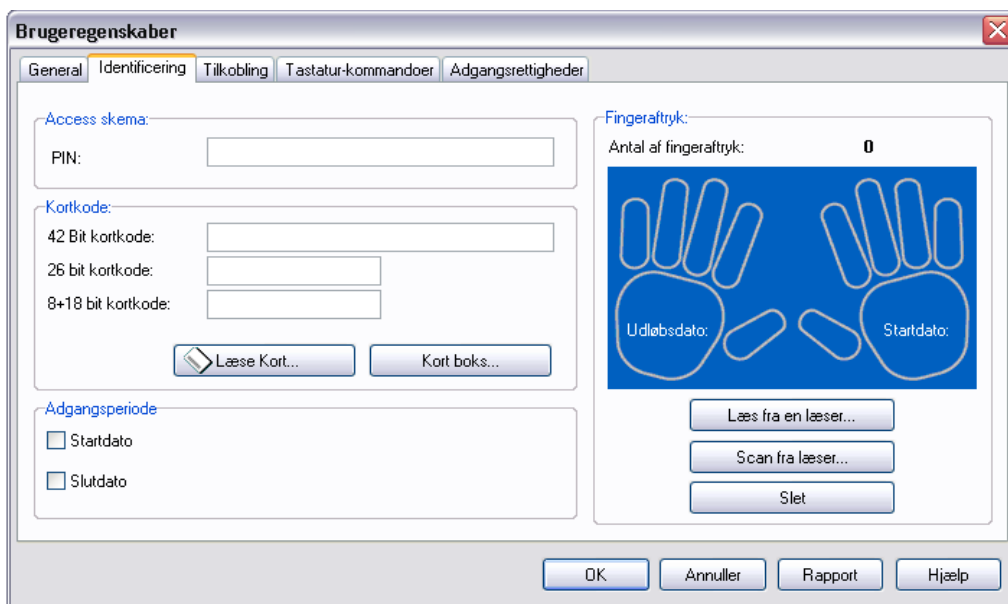 Brugeregenskaber
General Identificering Tilkobling Tastatur-kommandoer Adgangsrettigheder
Access skema:
PIN:
Kortkode:
42 Bit kortkode:
26 bit kortkode:
8+18 bit kortkode:
Læse Kort... Kort boks...
Adgangsperiode
Startdato
Slutdato
Fingeraftryk:
Antal af fingeraftryk: 0
Udløbsdato: Startdato:
Læs fra en læser...
Scan fra læser...
Slet
OK Annuller Rapport Hjælp